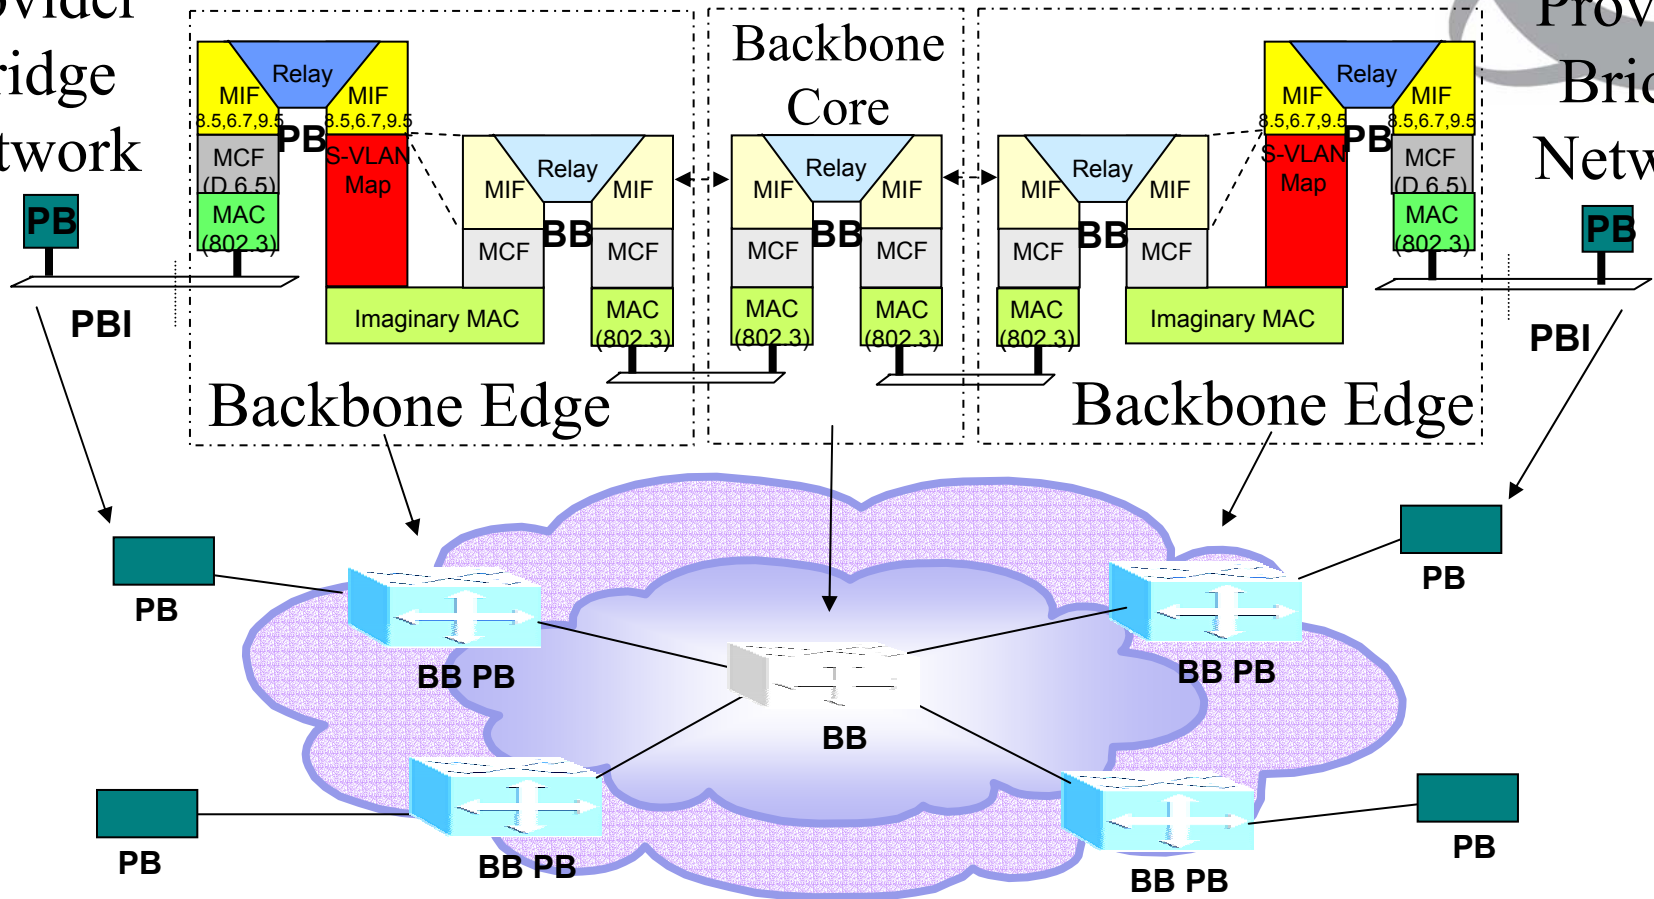 Backbone
Core
Relay
MIF
MIF
8.5,6.7,9.5
8.5,6.7,9.5
PB
MCF
(D 6.5)
MAC
(802.3)
S-VLAN
Map
Imaginary MAC
Relay
MIF
MIF
BB
MCF
MCF
MAC
(802.3)
Backbone Edge
Relay
MIF
MIF
BB
MCF
MCF
MAC
(802.3)
MAC
(802.3)
Relay
MIF
MIF
BB
MCF
MCF
MAC
(802.3)
Imaginary MAC
Relay
MIF
MIF
8.5,6.7,9.5
8.5,6.7,9.5
PB
S-VLAN
Map
MCF
(D 6.5)
MAC
(802.3)
Backbone Edge
PB
PBI
PB
PBI
PB
PB
BB PB
BB PB
BB
PB
BB PB
BB PB
PB